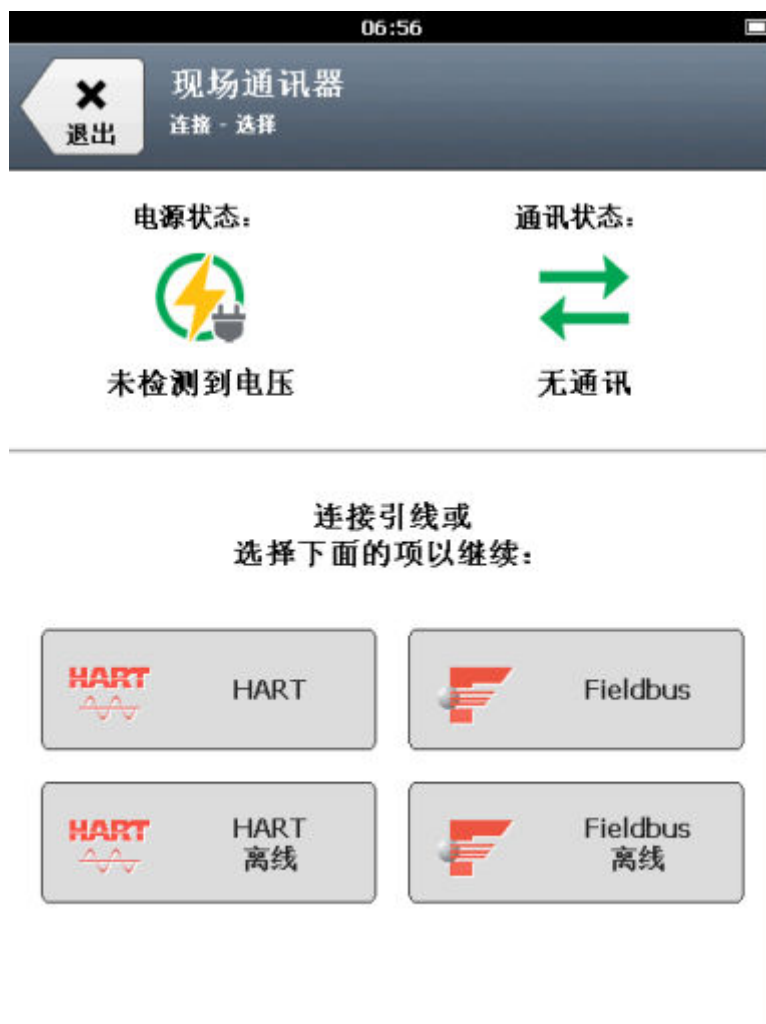 06:56
退出
现场通讯器
连接 - 选择
电源状态:
通讯状态:
未检测到电压
无通讯
连接引线或
选择下面的项以继续:
HART HART
Fieldbus
HART HART
离线
Fieldbus
离线